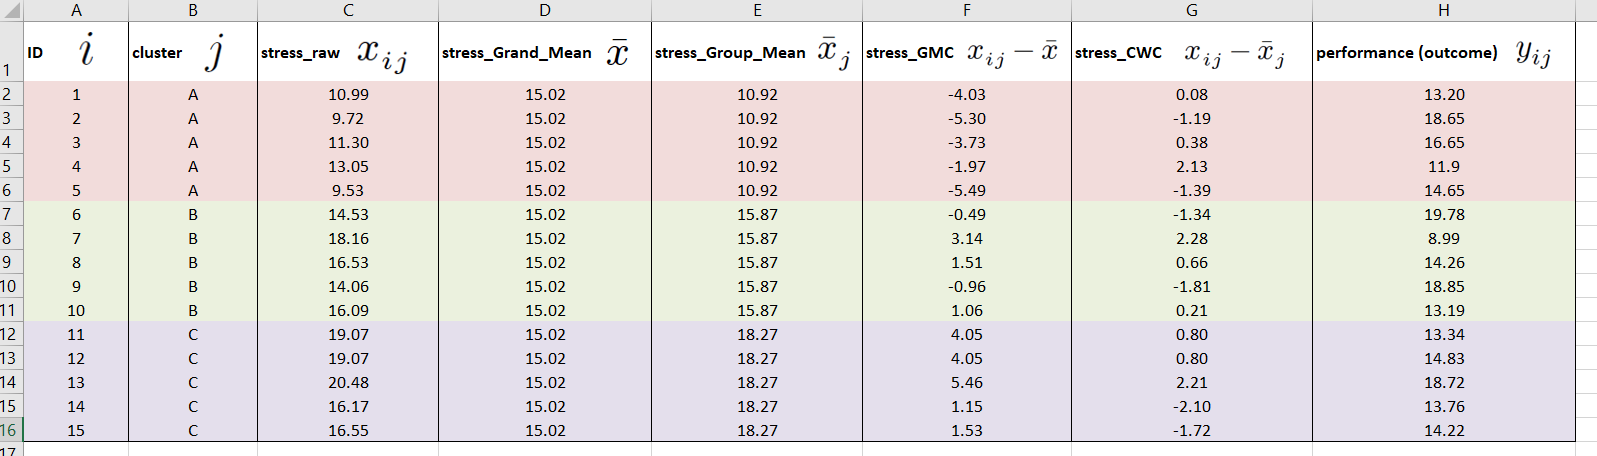 A B C D E F G H
1 ID i cluster j stress_raw x_{ij} stress_Grand_Mean x̄ stress_Group_Mean x̄_j stress_GMC x_{ij} − x̄ stress_CWC x_{ij} − x̄_j performance (outcome) y_{ij}
2 1 A 10.99 15.02 10.92 -4.03 0.08 13.20
3 2 A 9.72 15.02 10.92 -5.30 -1.19 18.65
4 3 A 11.30 15.02 10.92 -3.73 0.38 16.65
5 4 A 13.05 15.02 10.92 -1.97 2.13 11.9
6 5 A 9.53 15.02 10.92 -5.49 -1.39 14.65
7 6 B 14.53 15.02 15.87 -0.49 -1.34 19.78
8 7 B 18.16 15.02 15.87 3.14 2.28 8.99
9 8 B 16.53 15.02 15.87 1.51 0.66 14.26
10 9 B 14.06 15.02 15.87 -0.96 -1.81 18.85
11 10 B 16.09 15.02 15.87 1.06 0.21 13.19
12 11 C 19.07 15.02 18.27 4.05 0.80 13.34
13 12 C 19.07 15.02 18.27 4.05 0.80 14.83
14 13 C 20.48 15.02 18.27 5.46 2.21 18.72
15 14 C 16.17 15.02 18.27 1.15 -2.10 13.76
16 15 C 16.55 15.02 18.27 1.53 -1.72 14.22
17